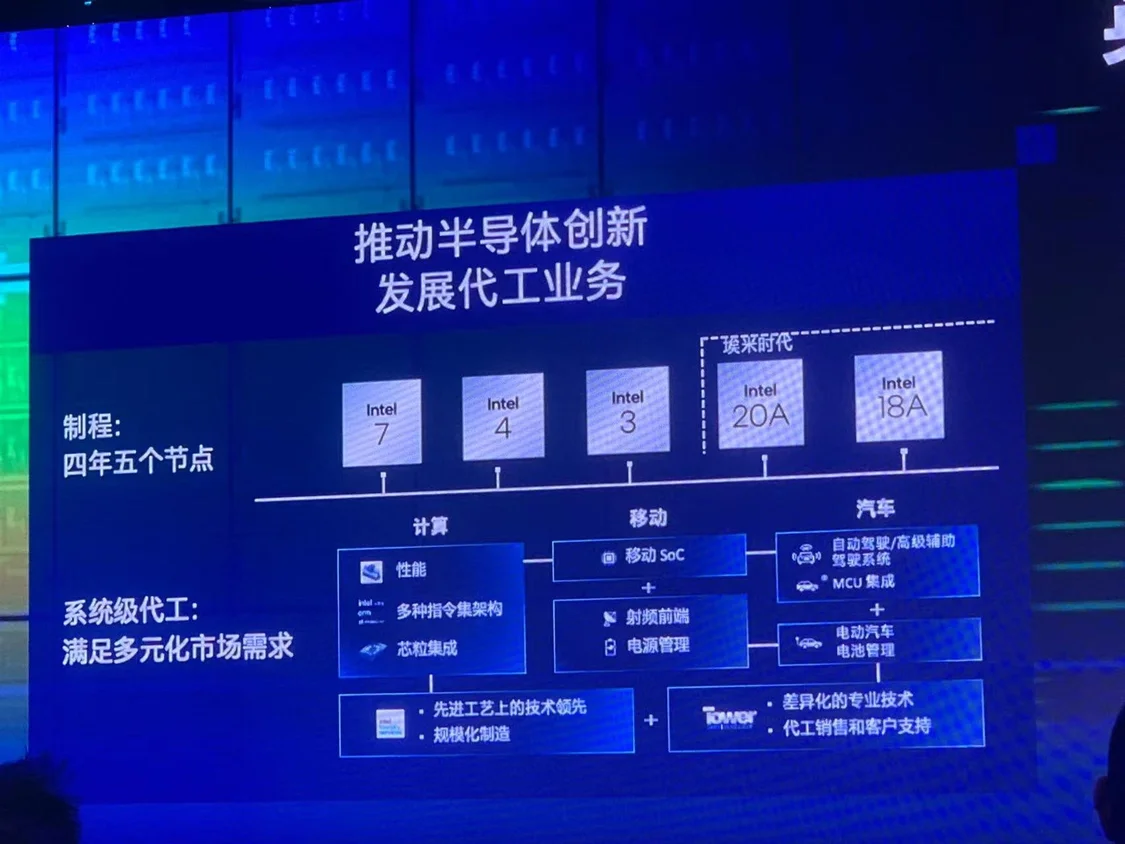 推动半导体创新
发展代工业务
埃米时代
制程:
四年五个节点
Intel
7
Intel
4
Intel
3
Intel
20A
Intel
18A
系统级代工:
满足多元化市场需求
计算
性能
多种指令集架构
芯粒集成
移动
移动 SoC
+
射频前端
电源管理
汽车
自动驾驶/高级辅助
驾驶系统
MCU 集成
+
电动汽车
电池管理
• 先进工艺上的技术领先
• 规模化制造
+
Tower
• 差异化的专业技术
• 代工销售和客户支持